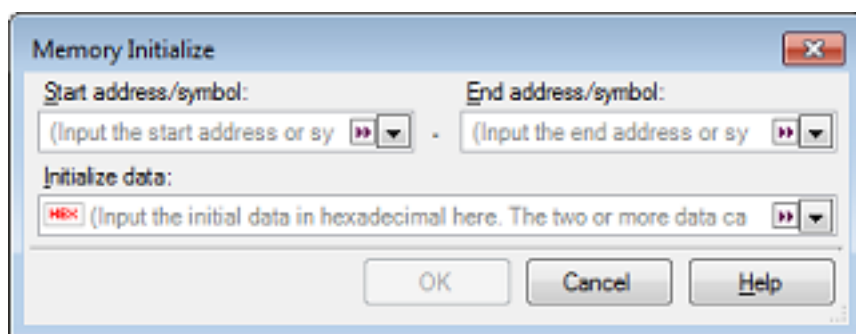 Memory Initialize
Start address/symbol: End address/symbol:
(Input the start address or sy - (Input the end address or sy
Initialize data:
HEX (Input the initial data in hexadecimal here. The two or more data ca
OK Cancel Help